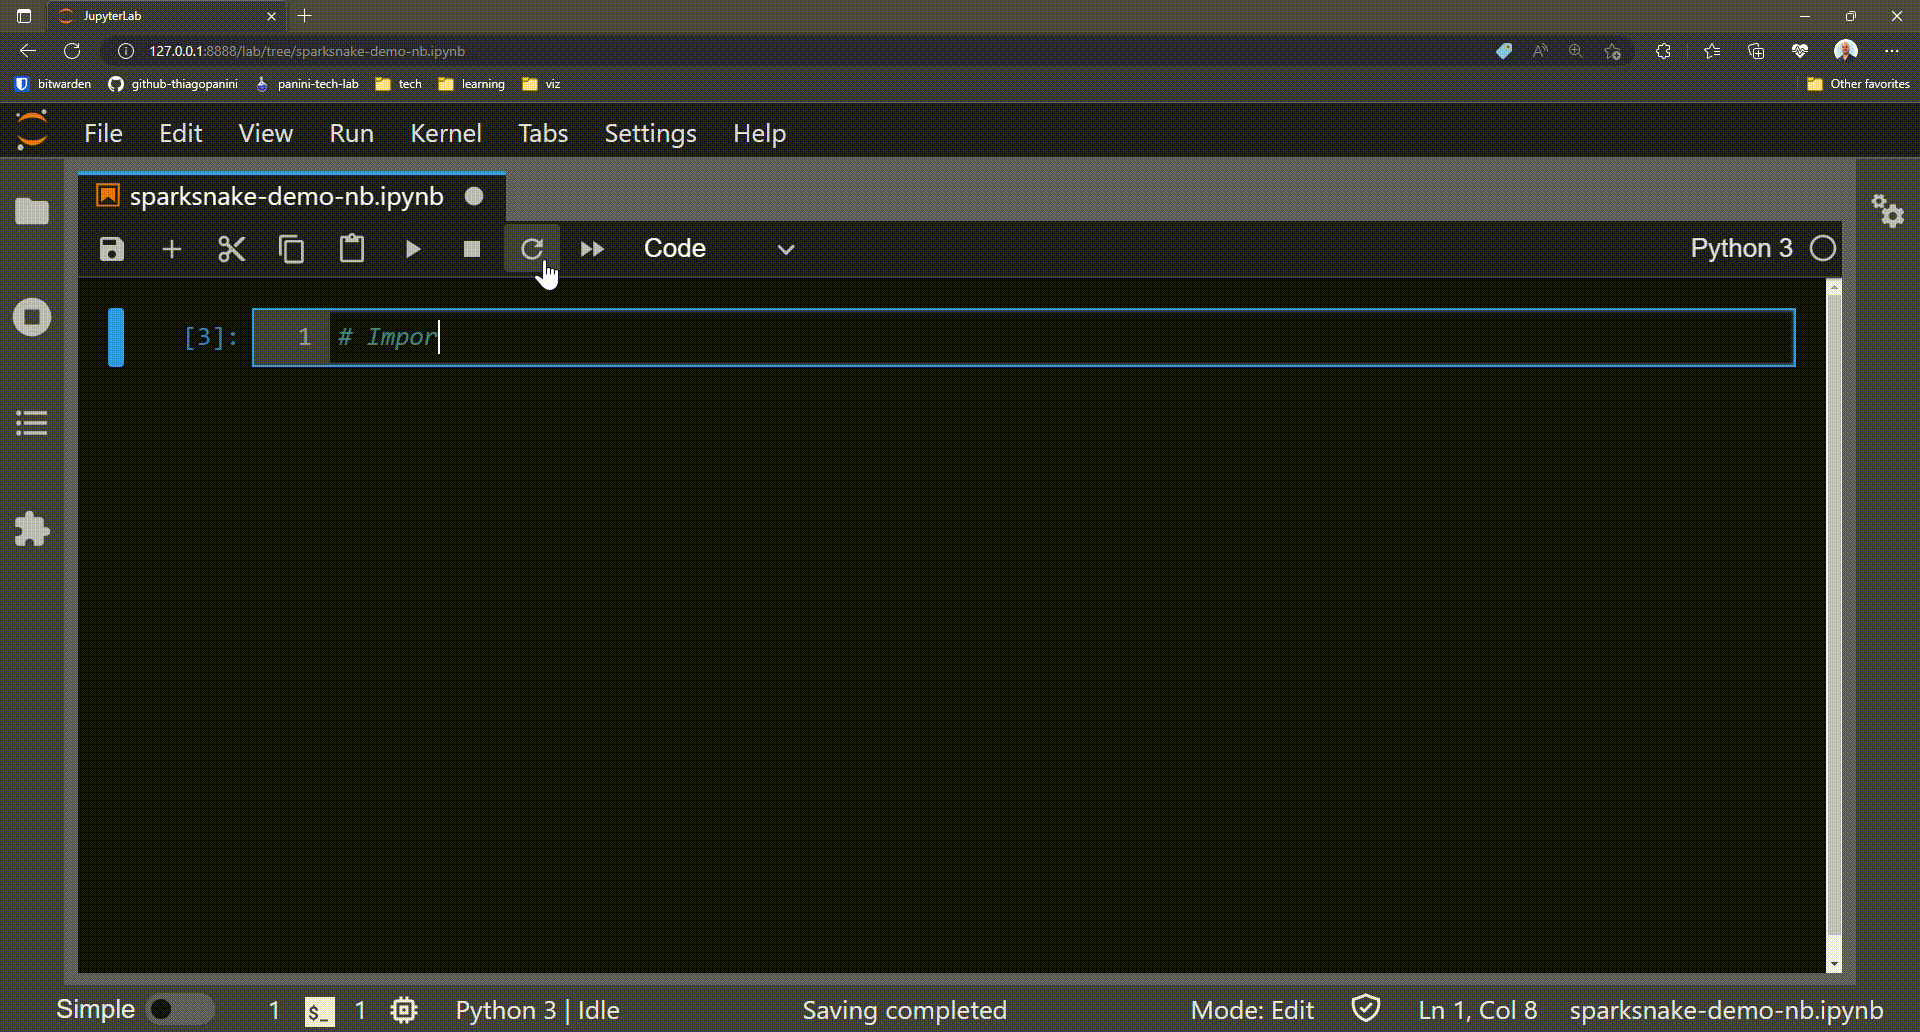 JupyterLab
127.0.0.1:8888/lab/tree/sparksnake-demo-nb.ipynb
bitwarden github-thiagopanini panini-tech-lab tech learning viz Other favorites
File Edit View Run Kernel Tabs Settings Help
sparksnake-demo-nb.ipynb
Code Python 3
[3]: 1 # Impor
Simple 1 $_ 1 Python 3 | Idle Saving completed Mode: Edit Ln 1, Col 8 sparksnake-demo-nb.ipynb